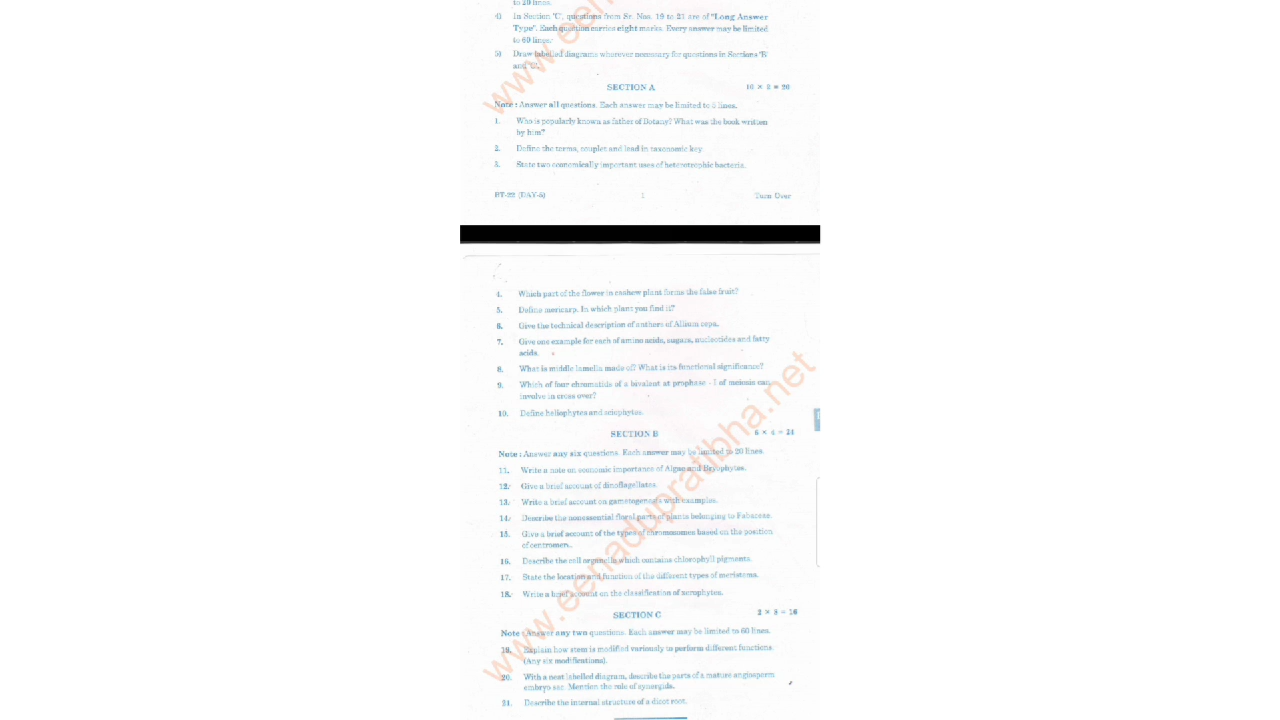 to 20 lines.
4) In Section 'C', questions from Sr. Nos. 19 to 21 are of "Long Answer
Type". Each question carries eight marks. Every answer may be limited
to 60 lines.
5) Draw labelled diagrams wherever necessary for questions in Sections 'B'
and 'C'.
SECTION A 10 × 2 = 20
Note : Answer all questions. Each answer may be limited to 5 lines.
1. Who is popularly known as father of Botany? What was the book written
by him?
2. Define the terms, couplet and lead in taxonomic key.
3. State two economically important uses of heterotrophic bacteria.
BT-22 (DAY-5) 1 Turn Over
4. Which part of the flower in cashew plant forms the false fruit?
5. Define mericarp. In which plant you find it?
6. Give the technical description of anthers of Allium cepa.
7. Give one example for each of amino acids, sugars, nucleotides and fatty
acids.
8. What is middle lamella made of? What is its functional significance?
9. Which of four chromatids of a bivalent at prophase - I of meiosis can
involve in cross over?
10. Define heliophytes and sciophytes.
SECTION B 6 × 4 = 24
Note : Answer any six questions. Each answer may be limited to 20 lines.
11. Write a note on economic importance of Algae and Bryophytes.
12. Give a brief account of dinoflagellates.
13. Write a brief account on gametogenesis with examples.
14. Describe the nonessential floral parts of plants belonging to Fabaceae.
15. Give a brief account of the types of chromosomes based on the position
of centromere.
16. Describe the cell organelle which contains chlorophyll pigments.
17. State the location and function of the different types of meristems.
18. Write a brief account on the classification of xerophytes.
SECTION C 2 × 8 = 16
Note : Answer any two questions. Each answer may be limited to 60 lines.
19. Explain how stem is modified variously to perform different functions.
(Any six modifications).
20. With a neat labelled diagram, describe the parts of a mature angiosperm
embryo sac. Mention the role of synergids.
21. Describe the internal structure of a dicot root.
www.eenadupratibha.net